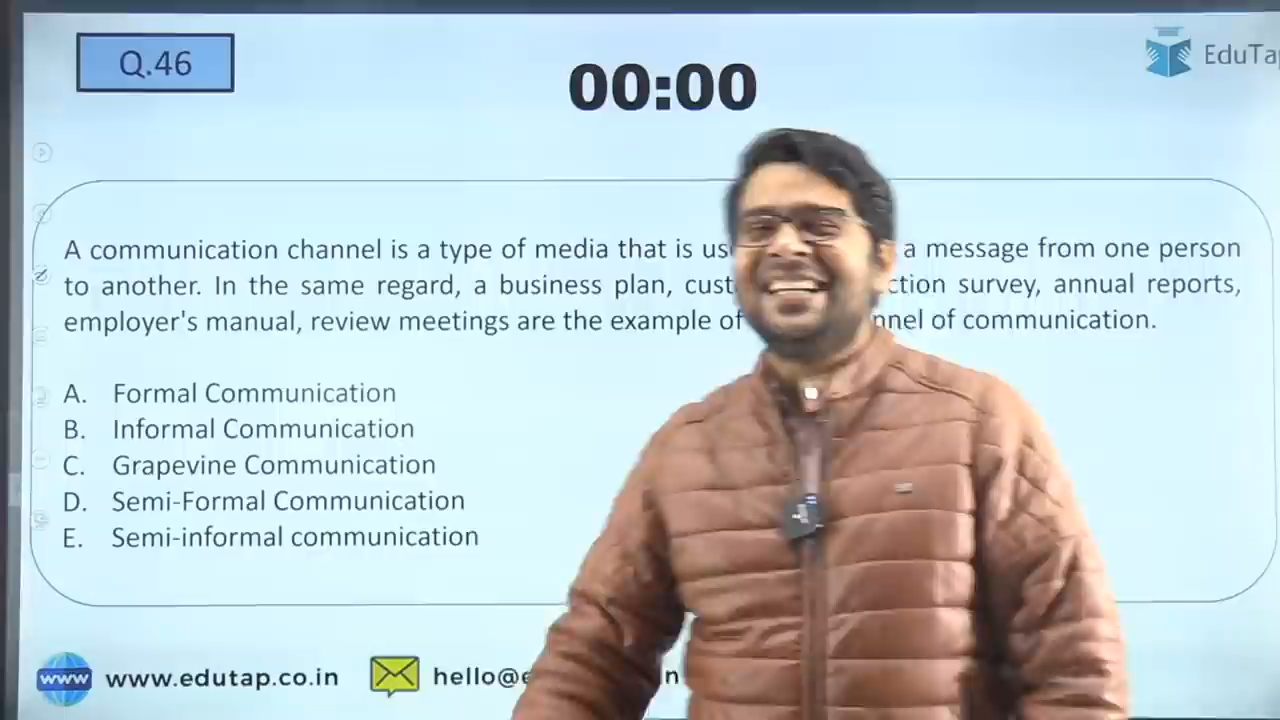 Q.46
00:00
EduTa
A communication channel is a type of media that is us a message from one person
to another. In the same regard, a business plan, cust ction survey, annual reports,
employer's manual, review meetings are the example of nnel of communication.
A. Formal Communication
B. Informal Communication
C. Grapevine Communication
D. Semi-Formal Communication
E. Semi-informal communication
www www.edutap.co.in hello@e n